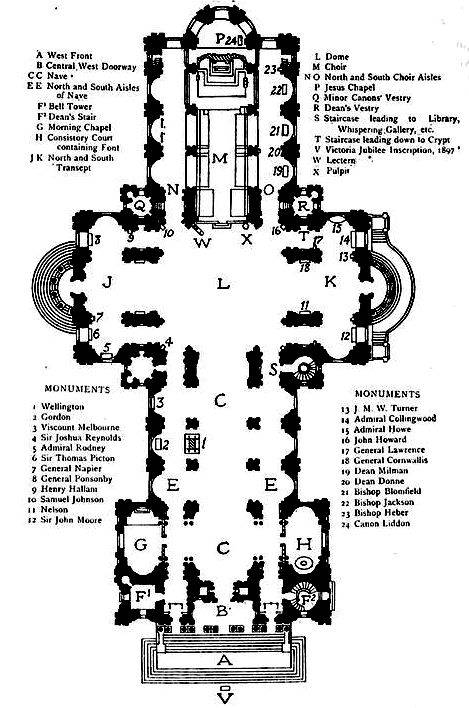 A West Front
B Central West Doorway
C C Nave
E E North and South Aisles
of Nave
F¹ Bell Tower
F² Dean's Stair
G Morning Chapel
H Consistory Court
containing Font
J K North and South
Transept
L Dome
M Choir
N O North and South Choir Aisles
P Jesus Chapel
Q Minor Canons' Vestry
R Dean's Vestry
S Staircase leading to Library,
Whispering Gallery, etc.
T Staircase leading down to Crypt
V Victoria Jubilee Inscription, 1897
W Lectern
X Pulpit
P 24
23
22
21
20
19
M
N
O
Q
R
9
10
W
X
16
T
17
15
14
13
8
J
L
18
K
7
6
5
4
11
12
S
3
C
2
1
E
E
G
C
H
F¹
B
F²
A
V
MONUMENTS
1 Wellington
2 Gordon
3 Viscount Melbourne
4 Sir Joshua Reynolds
5 Admiral Rodney
6 Sir Thomas Picton
7 General Napier
8 General Ponsonby
9 Henry Hallam
10 Samuel Johnson
11 Nelson
12 Sir John Moore
MONUMENTS
13 J. M. W. Turner
14 Admiral Collingwood
15 Admiral Howe
16 John Howard
17 General Lawrence
18 General Cornwallis
19 Dean Milman
20 Dean Donne
21 Bishop Blomfield
22 Bishop Jackson
23 Bishop Heber
24 Canon Liddon